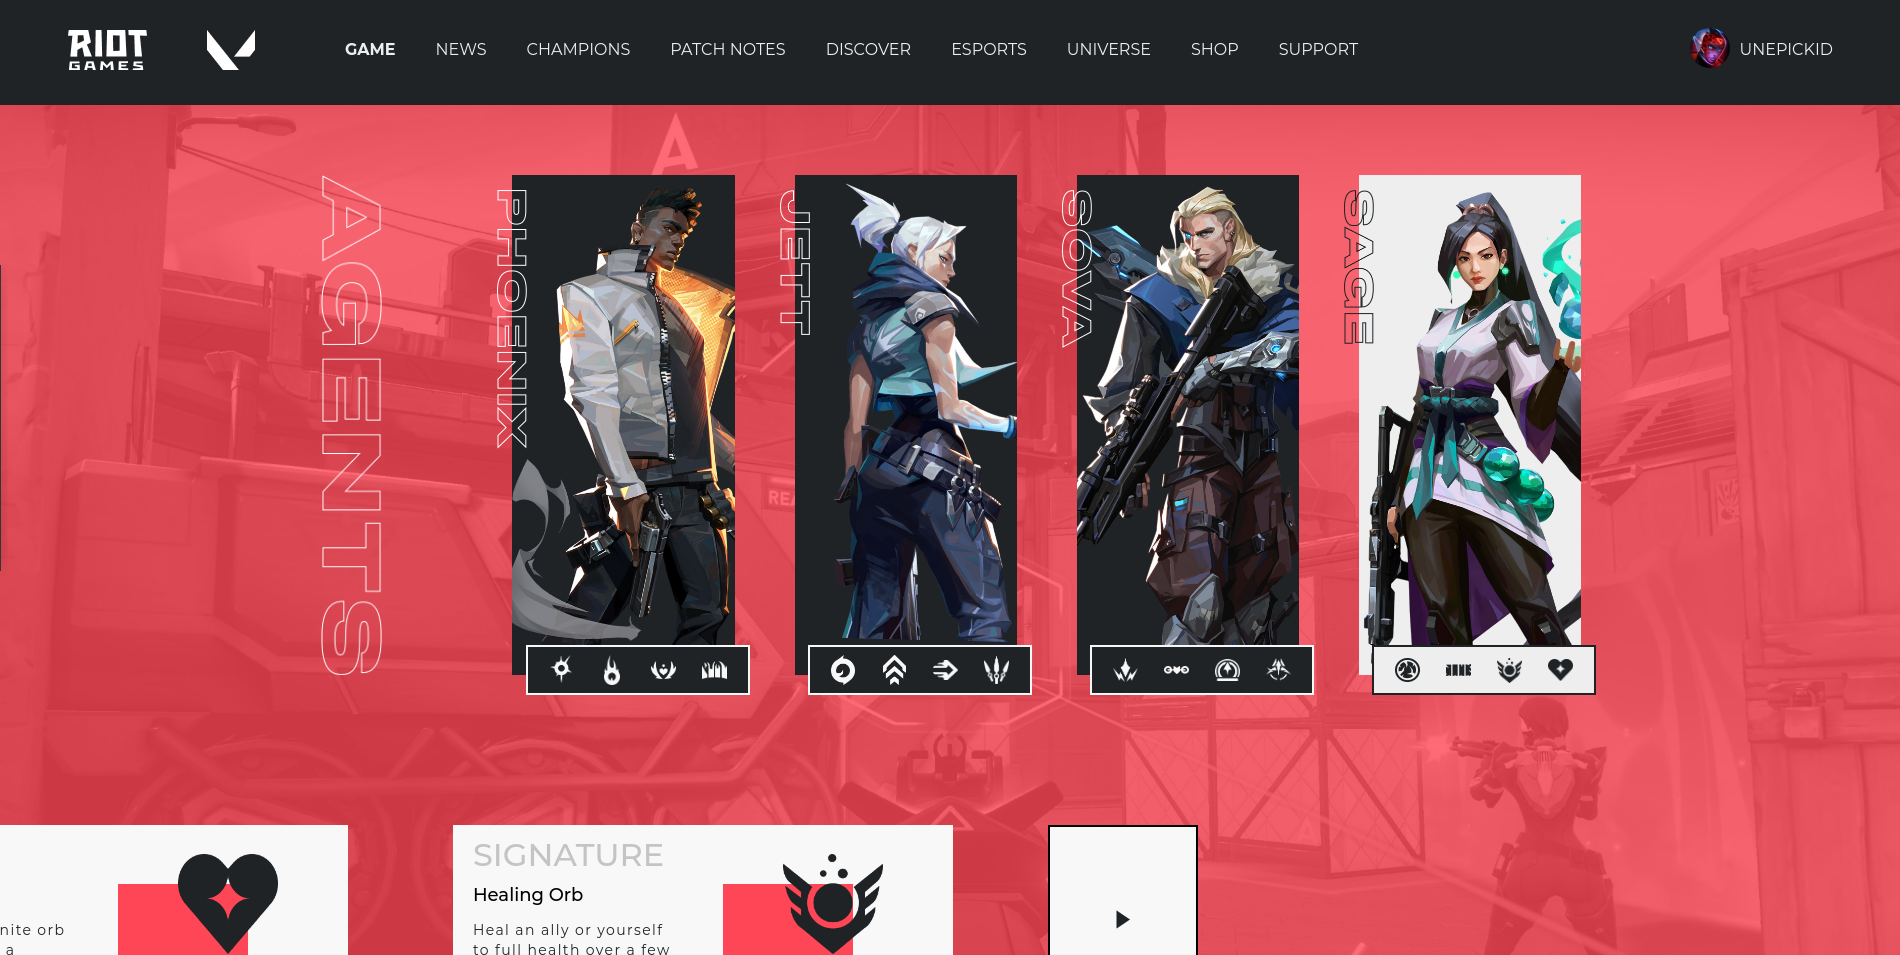 RIOT
GAMES
GAME
NEWS
CHAMPIONS
PATCH NOTES
DISCOVER
ESPORTS
UNIVERSE
SHOP
SUPPORT
UNEPICKID
A
AGENTS
PHOENIX
JETT
SOVA
SAGE
orb
a
SIGNATURE
Healing Orb
Heal an ally or yourself
to full health over a few